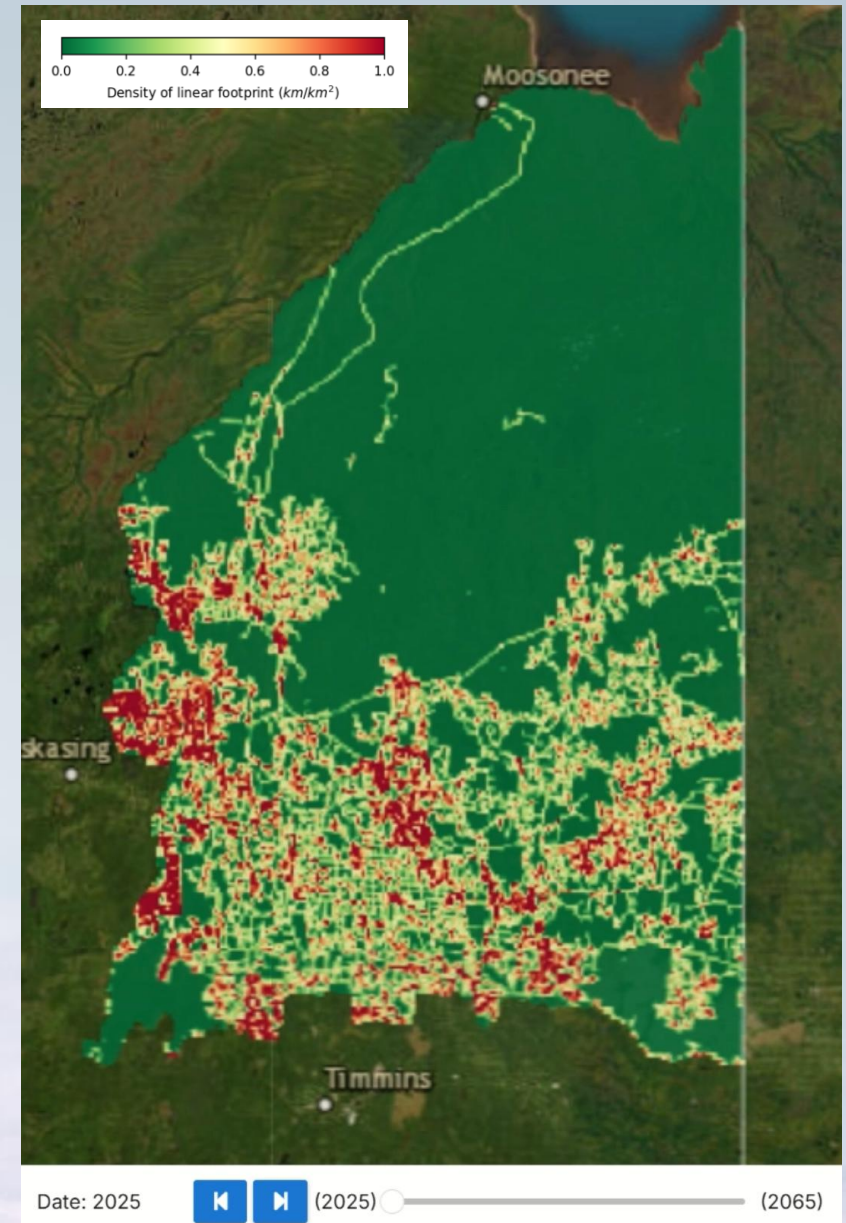 0.0 0.2 0.4 0.6 0.8 1.0
Density of linear footprint (km/km²)
Moosonee
skasing
Timmins
Date: 2025 (2025) (2065)